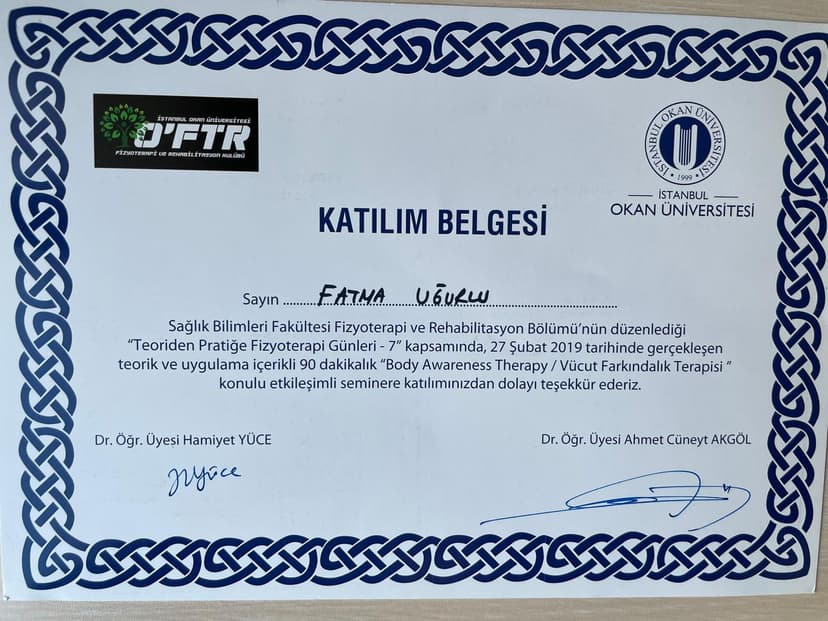 İSTANBUL OKAN ÜNİVERSİTESİ
O'FTR
FİZYOTERAPİ VE REHABİLİTASYON KULÜBÜ
İSTANBUL OKAN ÜNİVERSİTESİ
1999
İSTANBUL
OKAN ÜNİVERSİTESİ
KATILIM BELGESİ
Sayın FATMA UĞURLU
Sağlık Bilimleri Fakültesi Fizyoterapi ve Rehabilitasyon Bölümü'nün düzenlediği
"Teoriden Pratiğe Fizyoterapi Günleri - 7" kapsamında, 27 Şubat 2019 tarihinde gerçekleşen
teorik ve uygulama içerikli 90 dakikalık "Body Awareness Therapy / Vücut Farkındalık Terapisi "
konulu etkileşimli seminere katılımınızdan dolayı teşekkür ederiz.
Dr. Öğr. Üyesi Hamiyet YÜCE
Dr. Öğr. Üyesi Ahmet Cüneyt AKGÖL
HYüce